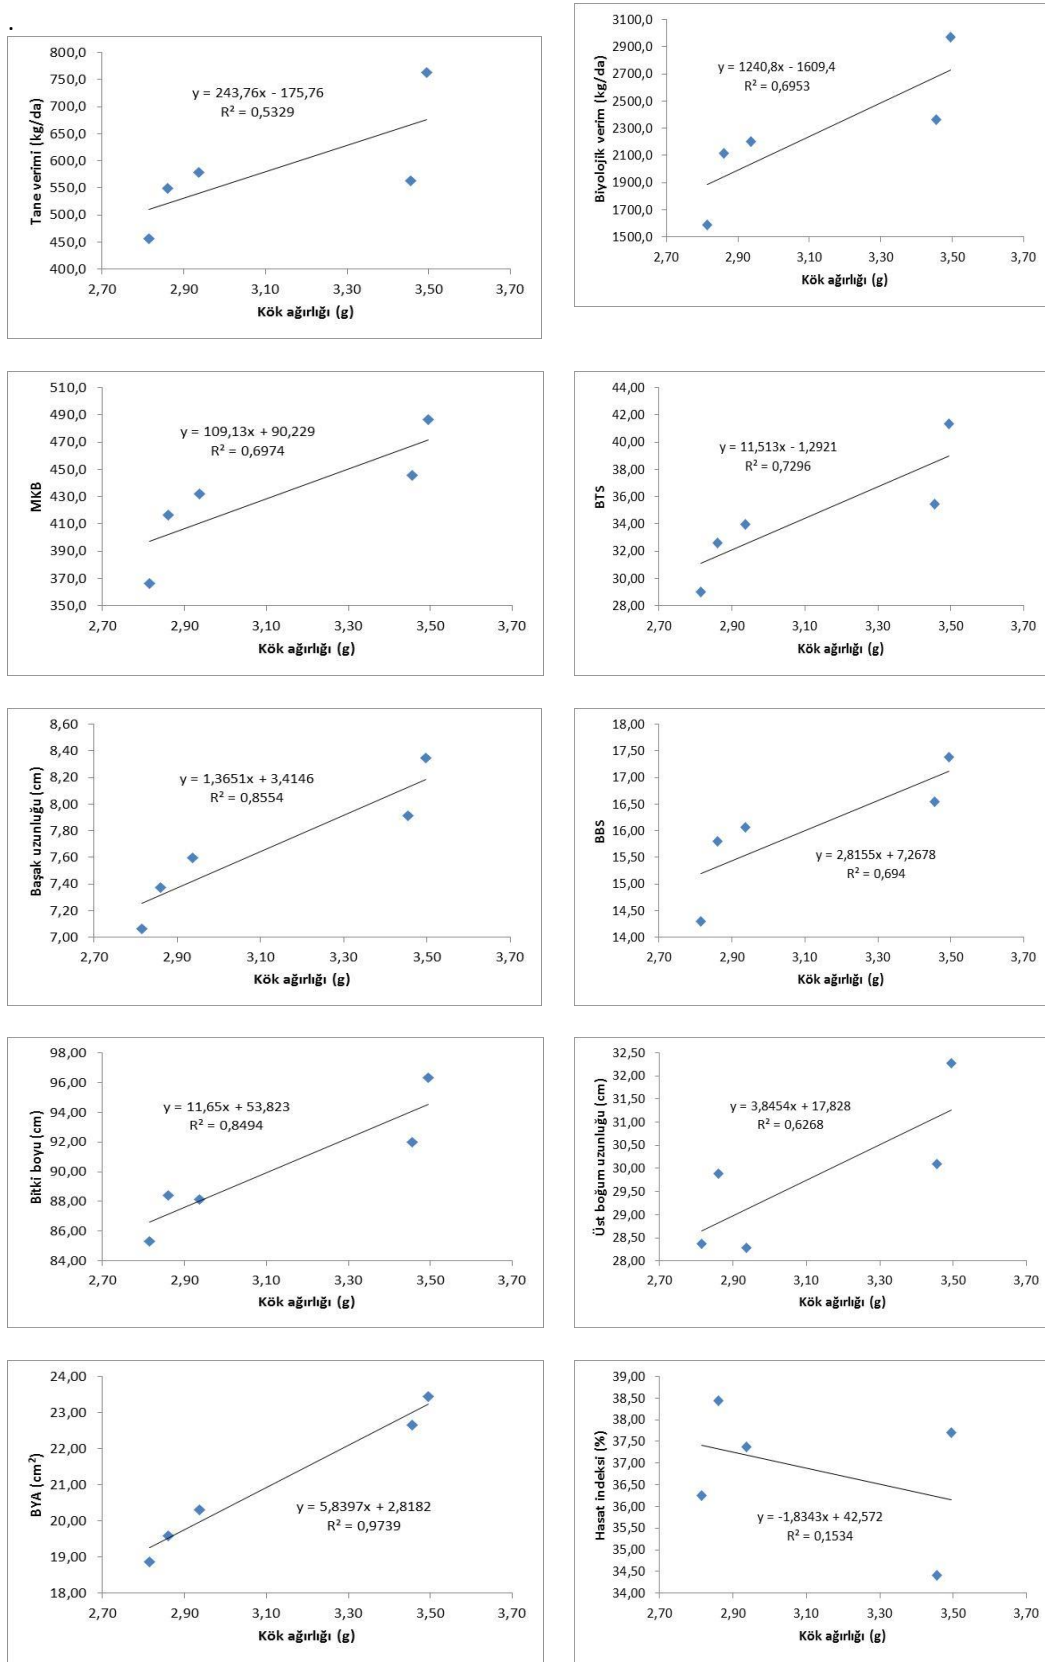 .
Tane verimi (kg/da)
800,0
750,0
700,0
650,0
600,0
550,0
500,0
450,0
400,0
y = 243,76x - 175,76
R² = 0,5329
2,70 2,90 3,10 3,30 3,50 3,70
Kök ağırlığı (g)
Biyolojik verim (kg/da)
3100,0
2900,0
2700,0
2500,0
2300,0
2100,0
1900,0
1700,0
1500,0
y = 1240,8x - 1609,4
R² = 0,6953
2,70 2,90 3,10 3,30 3,50 3,70
Kök ağırlığı (g)
MKB
510,0
490,0
470,0
450,0
430,0
410,0
390,0
370,0
350,0
y = 109,13x + 90,229
R² = 0,6974
2,70 2,90 3,10 3,30 3,50 3,70
Kök ağırlığı (g)
BTS
44,00
42,00
40,00
38,00
36,00
34,00
32,00
30,00
28,00
y = 11,513x - 1,2921
R² = 0,7296
2,70 2,90 3,10 3,30 3,50 3,70
Kök ağırlığı (g)
Başak uzunluğu (cm)
8,60
8,40
8,20
8,00
7,80
7,60
7,40
7,20
7,00
y = 1,3651x + 3,4146
R² = 0,8554
2,70 2,90 3,10 3,30 3,50 3,70
Kök ağırlığı (g)
BBS
18,00
17,50
17,00
16,50
16,00
15,50
15,00
14,50
14,00
y = 2,8155x + 7,2678
R² = 0,694
2,70 2,90 3,10 3,30 3,50 3,70
Kök ağırlığı (g)
Bitki boyu (cm)
98,00
96,00
94,00
92,00
90,00
88,00
86,00
84,00
y = 11,65x + 53,823
R² = 0,8494
2,70 2,90 3,10 3,30 3,50 3,70
Kök ağırlığı (g)
Üst boğum uzunluğu (cm)
32,50
32,00
31,50
31,00
30,50
30,00
29,50
29,00
28,50
28,00
y = 3,8454x + 17,828
R² = 0,6268
2,70 2,90 3,10 3,30 3,50 3,70
Kök ağırlığı (g)
BYA (cm²)
24,00
23,00
22,00
21,00
20,00
19,00
18,00
y = 5,8397x + 2,8182
R² = 0,9739
2,70 2,90 3,10 3,30 3,50 3,70
Kök ağırlığı (g)
Hasat indeksi (%)
39,00
38,50
38,00
37,50
37,00
36,50
36,00
35,50
35,00
34,50
34,00
y = -1,8343x + 42,572
R² = 0,1534
2,70 2,90 3,10 3,30 3,50 3,70
Kök ağırlığı (g)